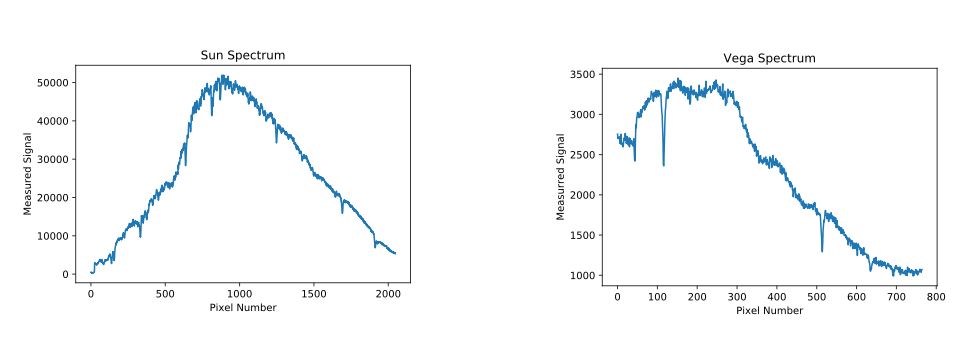 Sun Spectrum
50000
40000
30000
20000
10000
0
Measured Signal
0 500 1000 1500 2000
Pixel Number
Vega Spectrum
3500
3000
2500
2000
1500
1000
Measurred Signal
0 100 200 300 400 500 600 700 800
Pixel Number